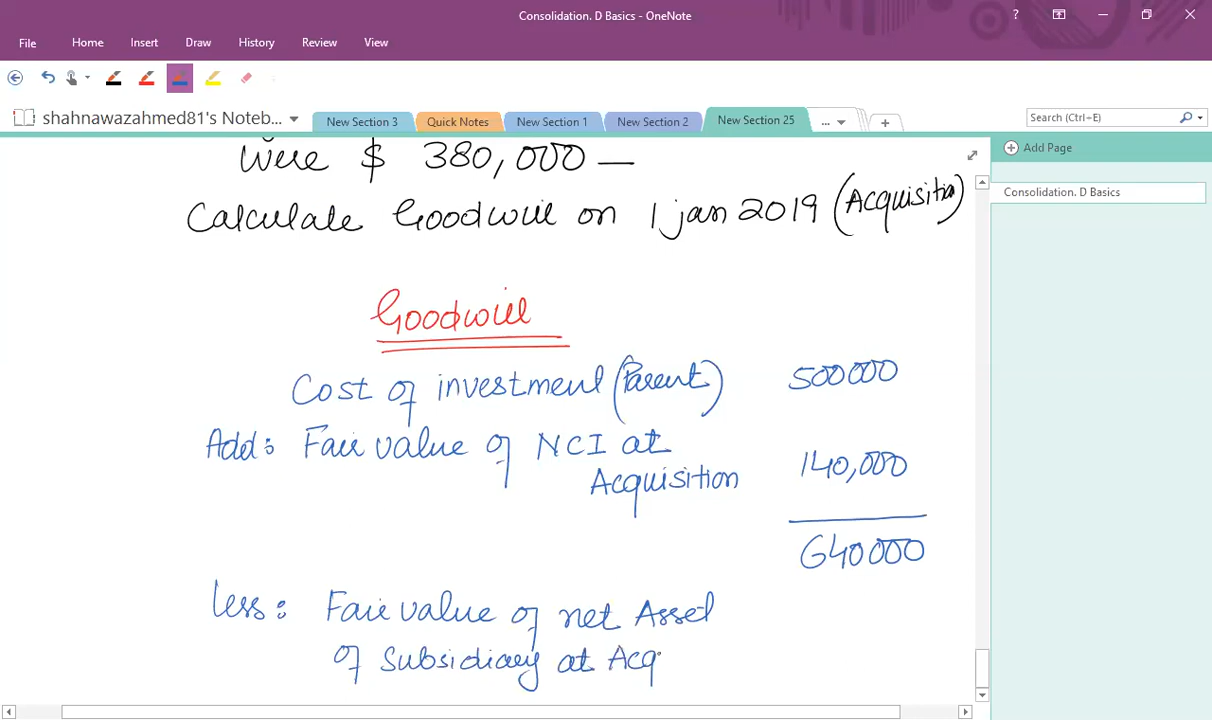 Consolidation. D Basics - OneNote
?
File Home Insert Draw History Review View
shahnawazahmed81's Noteb...
New Section 3 Quick Notes New Section 1 New Section 2 New Section 25 ...
Search (Ctrl+E)
Add Page
Consolidation. D Basics
Were $ 380,000 —
Calculate Goodwill on 1 jan 2019 (Acquisition)
Goodwill
Cost of investment (Parent) 500000
Add: Fair value of NCI at
Acquisition 140,000
640000
Less: Fair value of net Asset
of Subsidiary at Acq